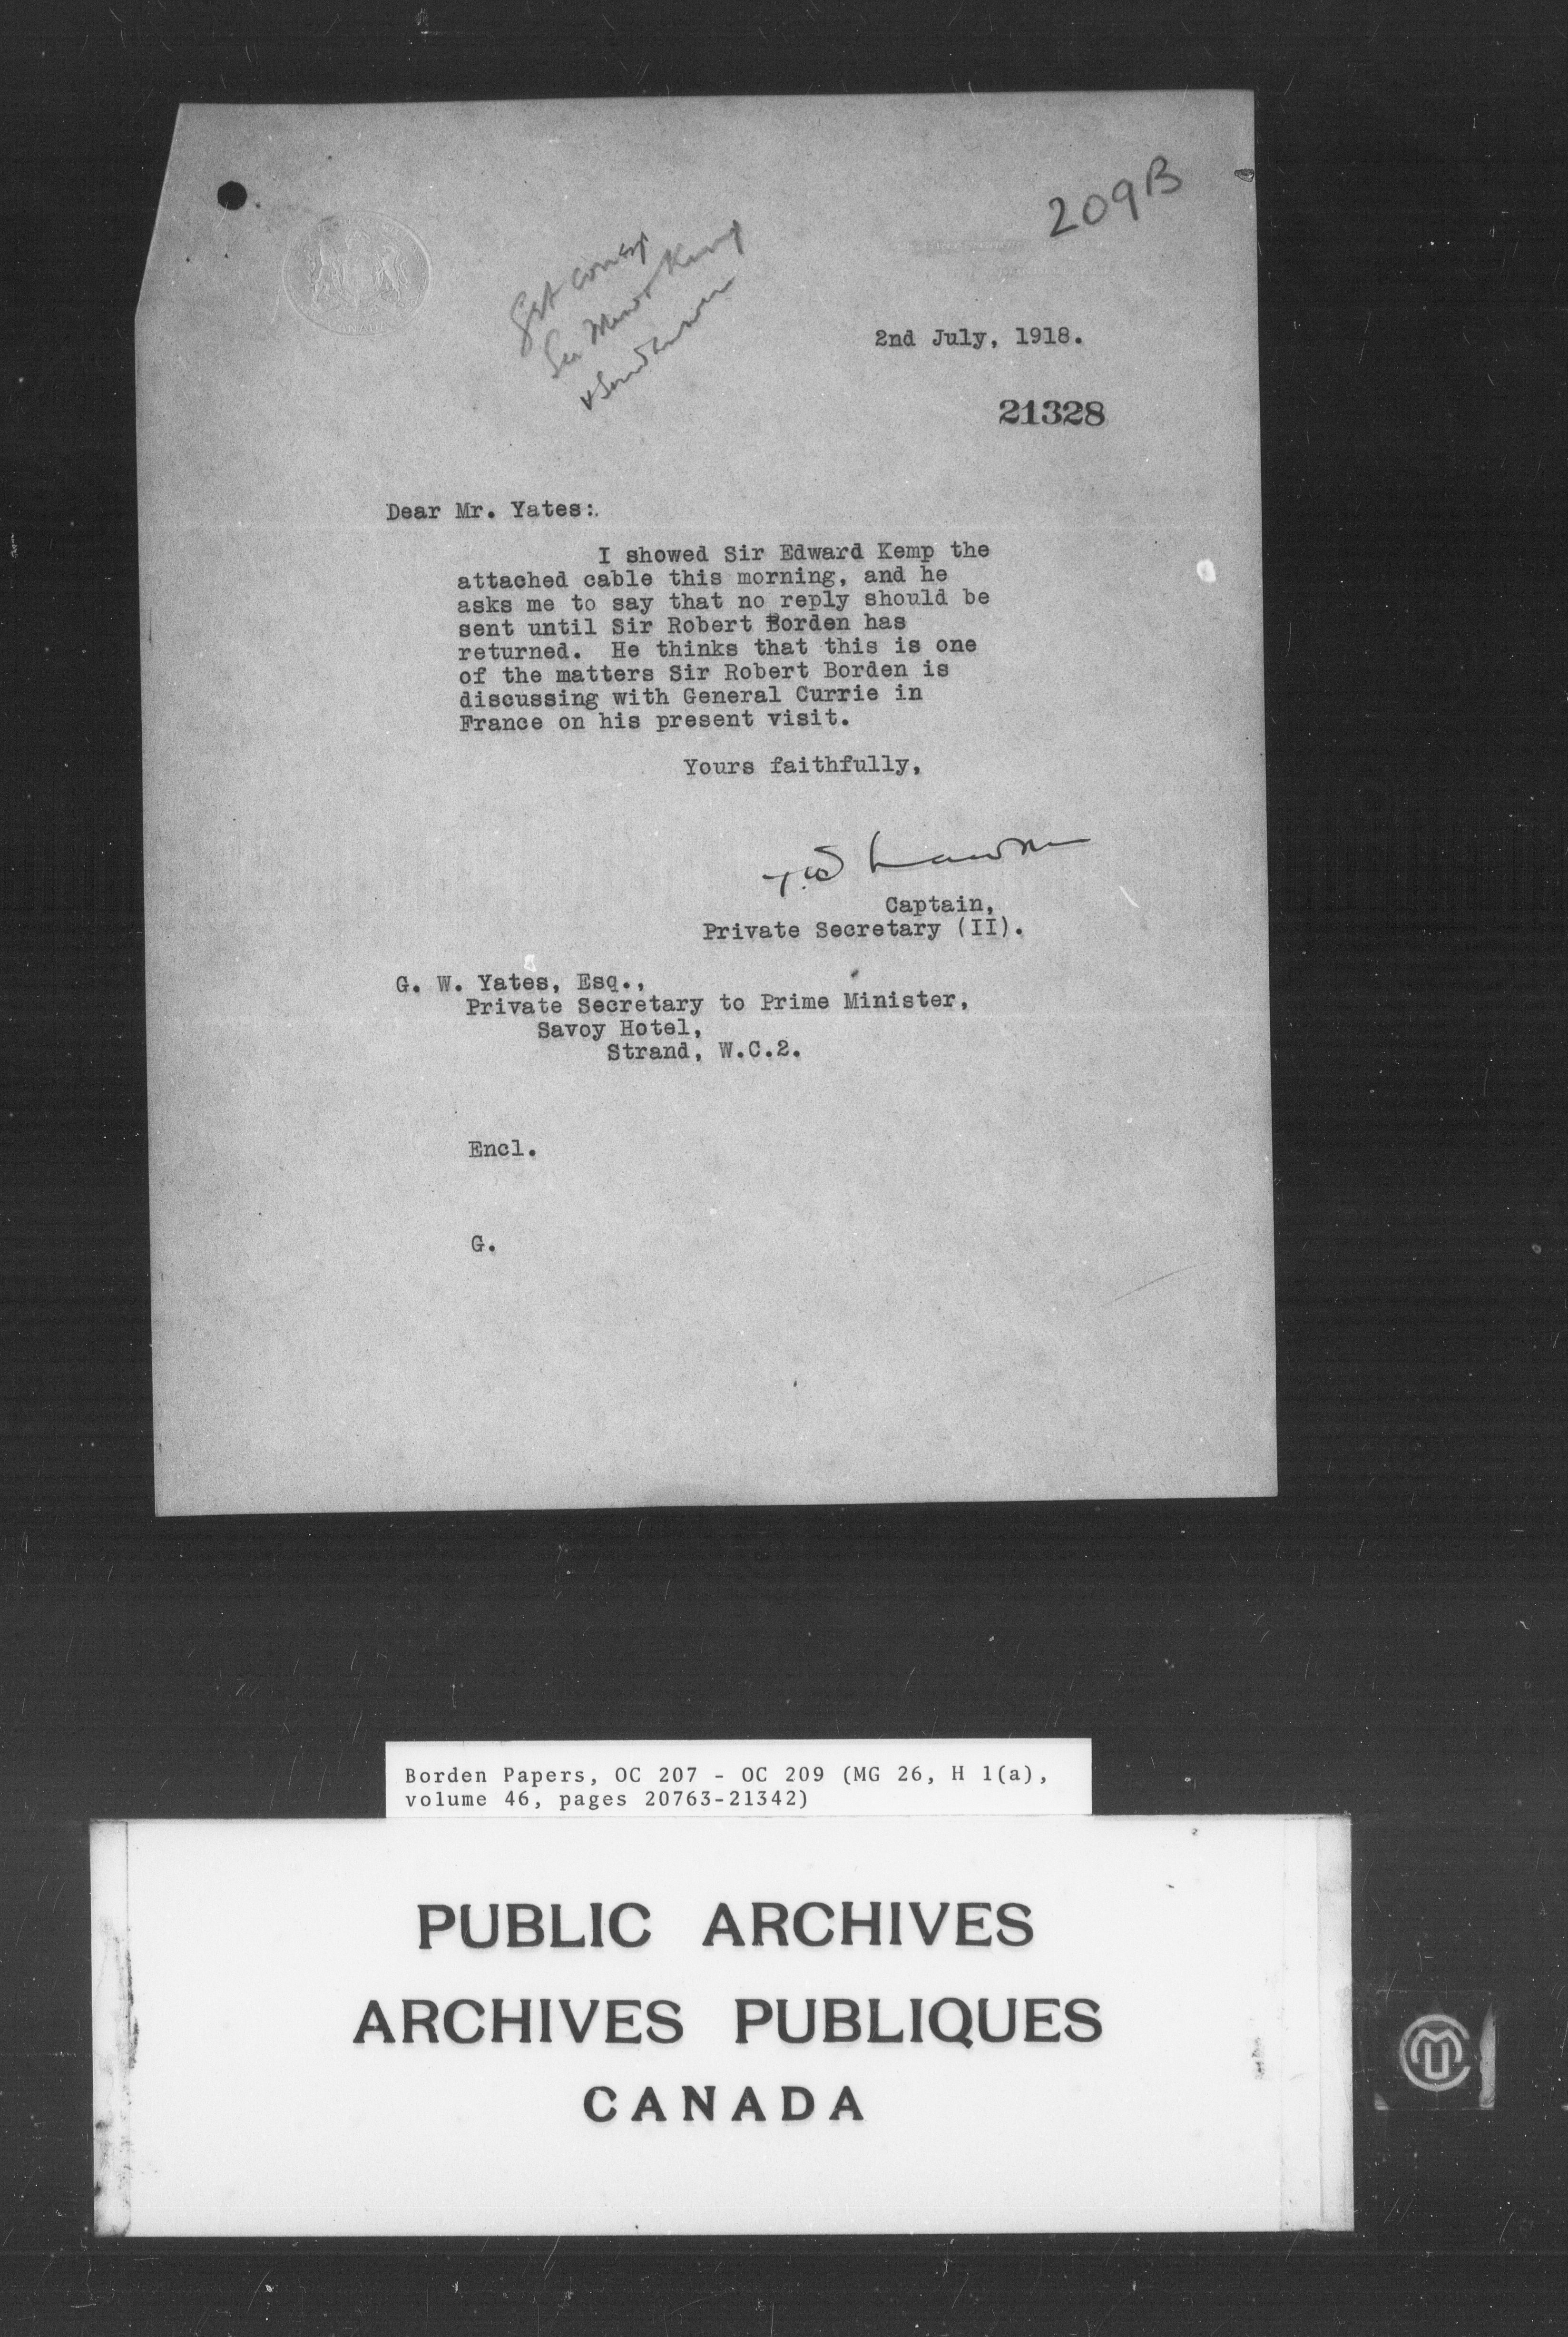 209B
2nd July, 1918.
21328
Dear Mr. Yates:
I showed Sir Edward Kemp the
attached cable this morning, and he
asks me to say that no reply should be
sent until Sir Robert Borden has
returned. He thinks that this is one
of the matters Sir Robert Borden is
discussing with General Currie in
France on his present visit.
Yours faithfully,
Captain,
Private Secretary (II).
G. W. Yates, Esq.,
Private Secretary to Prime Minister,
Savoy Hotel,
Strand, W.C.2.
Encl.
G.
Borden Papers, OC 207 - OC 209 (MG 26, H 1(a),
volume 46, pages 20763-21342)
PUBLIC ARCHIVES
ARCHIVES PUBLIQUES
CANADA